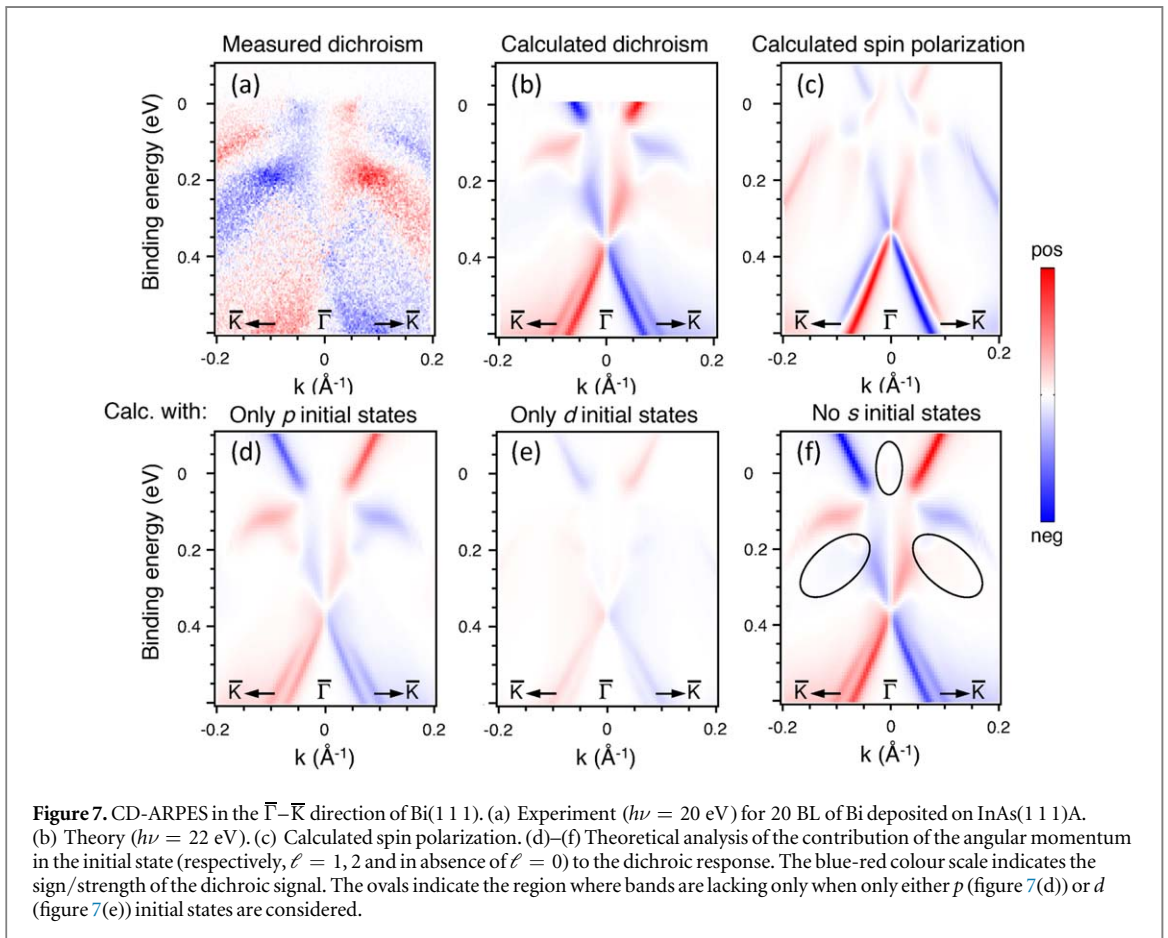 Measured dichroism
Calculated dichroism
Calculated spin polarization
(a)
(b)
(c)
Binding energy (eV)
0
0.2
0.4
0
0.2
0.4
0
0.2
0.4
K̅ ← Γ̅ → K̅
K̅ ← Γ̅ → K̅
K̅ ← Γ̅ → K̅
-0.2 0 0.2
-0.2 0 0.2
-0.2 0 0.2
k (Å⁻¹)
k (Å⁻¹)
k (Å⁻¹)
pos
neg
Calc. with:
Only p initial states
Only d initial states
No s initial states
(d)
(e)
(f)
Binding energy (eV)
0
0.2
0.4
0
0.2
0.4
0
0.2
0.4
K̅ ← Γ̅ → K̅
K̅ ← Γ̅ → K̅
K̅ ← Γ̅ → K̅
-0.2 0 0.2
-0.2 0 0.2
-0.2 0 0.2
k (Å⁻¹)
k (Å⁻¹)
k (Å⁻¹)
Figure 7. CD-ARPES in the Γ̅–K̅ direction of Bi(1 1 1). (a) Experiment (hν = 20 eV) for 20 BL of Bi deposited on InAs(1 1 1)A.
(b) Theory (hν = 22 eV). (c) Calculated spin polarization. (d)–(f) Theoretical analysis of the contribution of the angular momentum
in the initial state (respectively, ℓ = 1, 2 and in absence of ℓ = 0) to the dichroic response. The blue-red colour scale indicates the
sign/strength of the dichroic signal. The ovals indicate the region where bands are lacking only when only either p (figure 7(d)) or d
(figure 7(e)) initial states are considered.